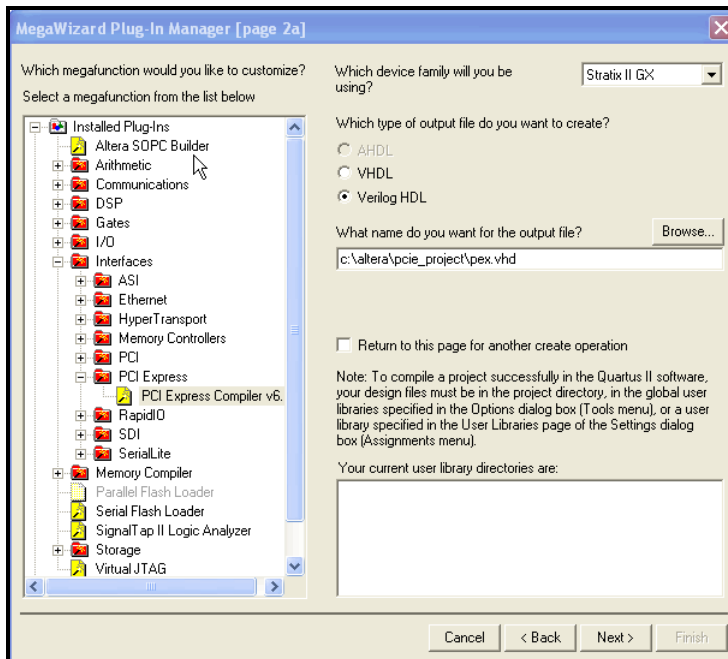 MegaWizard Plug-In Manager [page 2a]
Which megafunction would you like to customize?
Select a megafunction from the list below
Installed Plug-Ins
Altera SOPC Builder
Arithmetic
Communications
DSP
Gates
I/O
Interfaces
ASI
Ethernet
HyperTransport
Memory Controllers
PCI
PCI Express
PCI Express Compiler v6.
RapidIO
SDI
SerialLite
Memory Compiler
Parallel Flash Loader
Serial Flash Loader
SignalTap II Logic Analyzer
Storage
Virtual JTAG
Which device family will you be
using?
Stratix II GX
Which type of output file do you want to create?
AHDL
VHDL
Verilog HDL
What name do you want for the output file?
Browse...
c:\altera\pcie_project\pex.vhd
Return to this page for another create operation
Note: To compile a project successfully in the Quartus II software,
your design files must be in the project directory, in the global user
libraries specified in the Options dialog box (Tools menu), or a user
library specified in the User Libraries page of the Settings dialog
box (Assignments menu).
Your current user library directories are:
Cancel
< Back
Next >
Finish